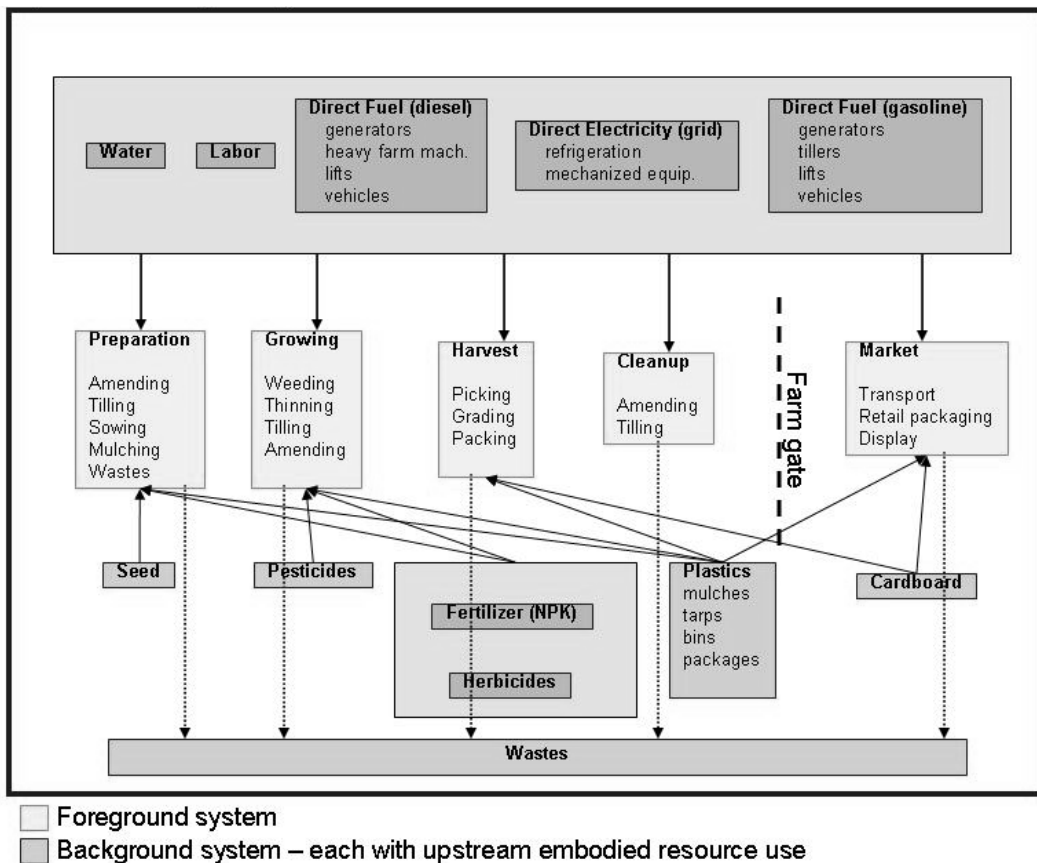 Direct Fuel (diesel)
generators
heavy farm mach.
lifts
vehicles
Direct Fuel (gasoline)
generators
tillers
lifts
vehicles
Direct Electricity (grid)
refrigeration
mechanized equip.
Water
Labor
Preparation
Amending
Tilling
Sowing
Mulching
Wastes
Growing
Weeding
Thinning
Tilling
Amending
Harvest
Picking
Grading
Packing
Cleanup
Amending
Tilling
Farm gate
Market
Transport
Retail packaging
Display
Seed
Pesticides
Fertilizer (NPK)
Herbicides
Plastics
mulches
tarps
bins
packages
Cardboard
Wastes
Foreground system
Background system – each with upstream embodied resource use